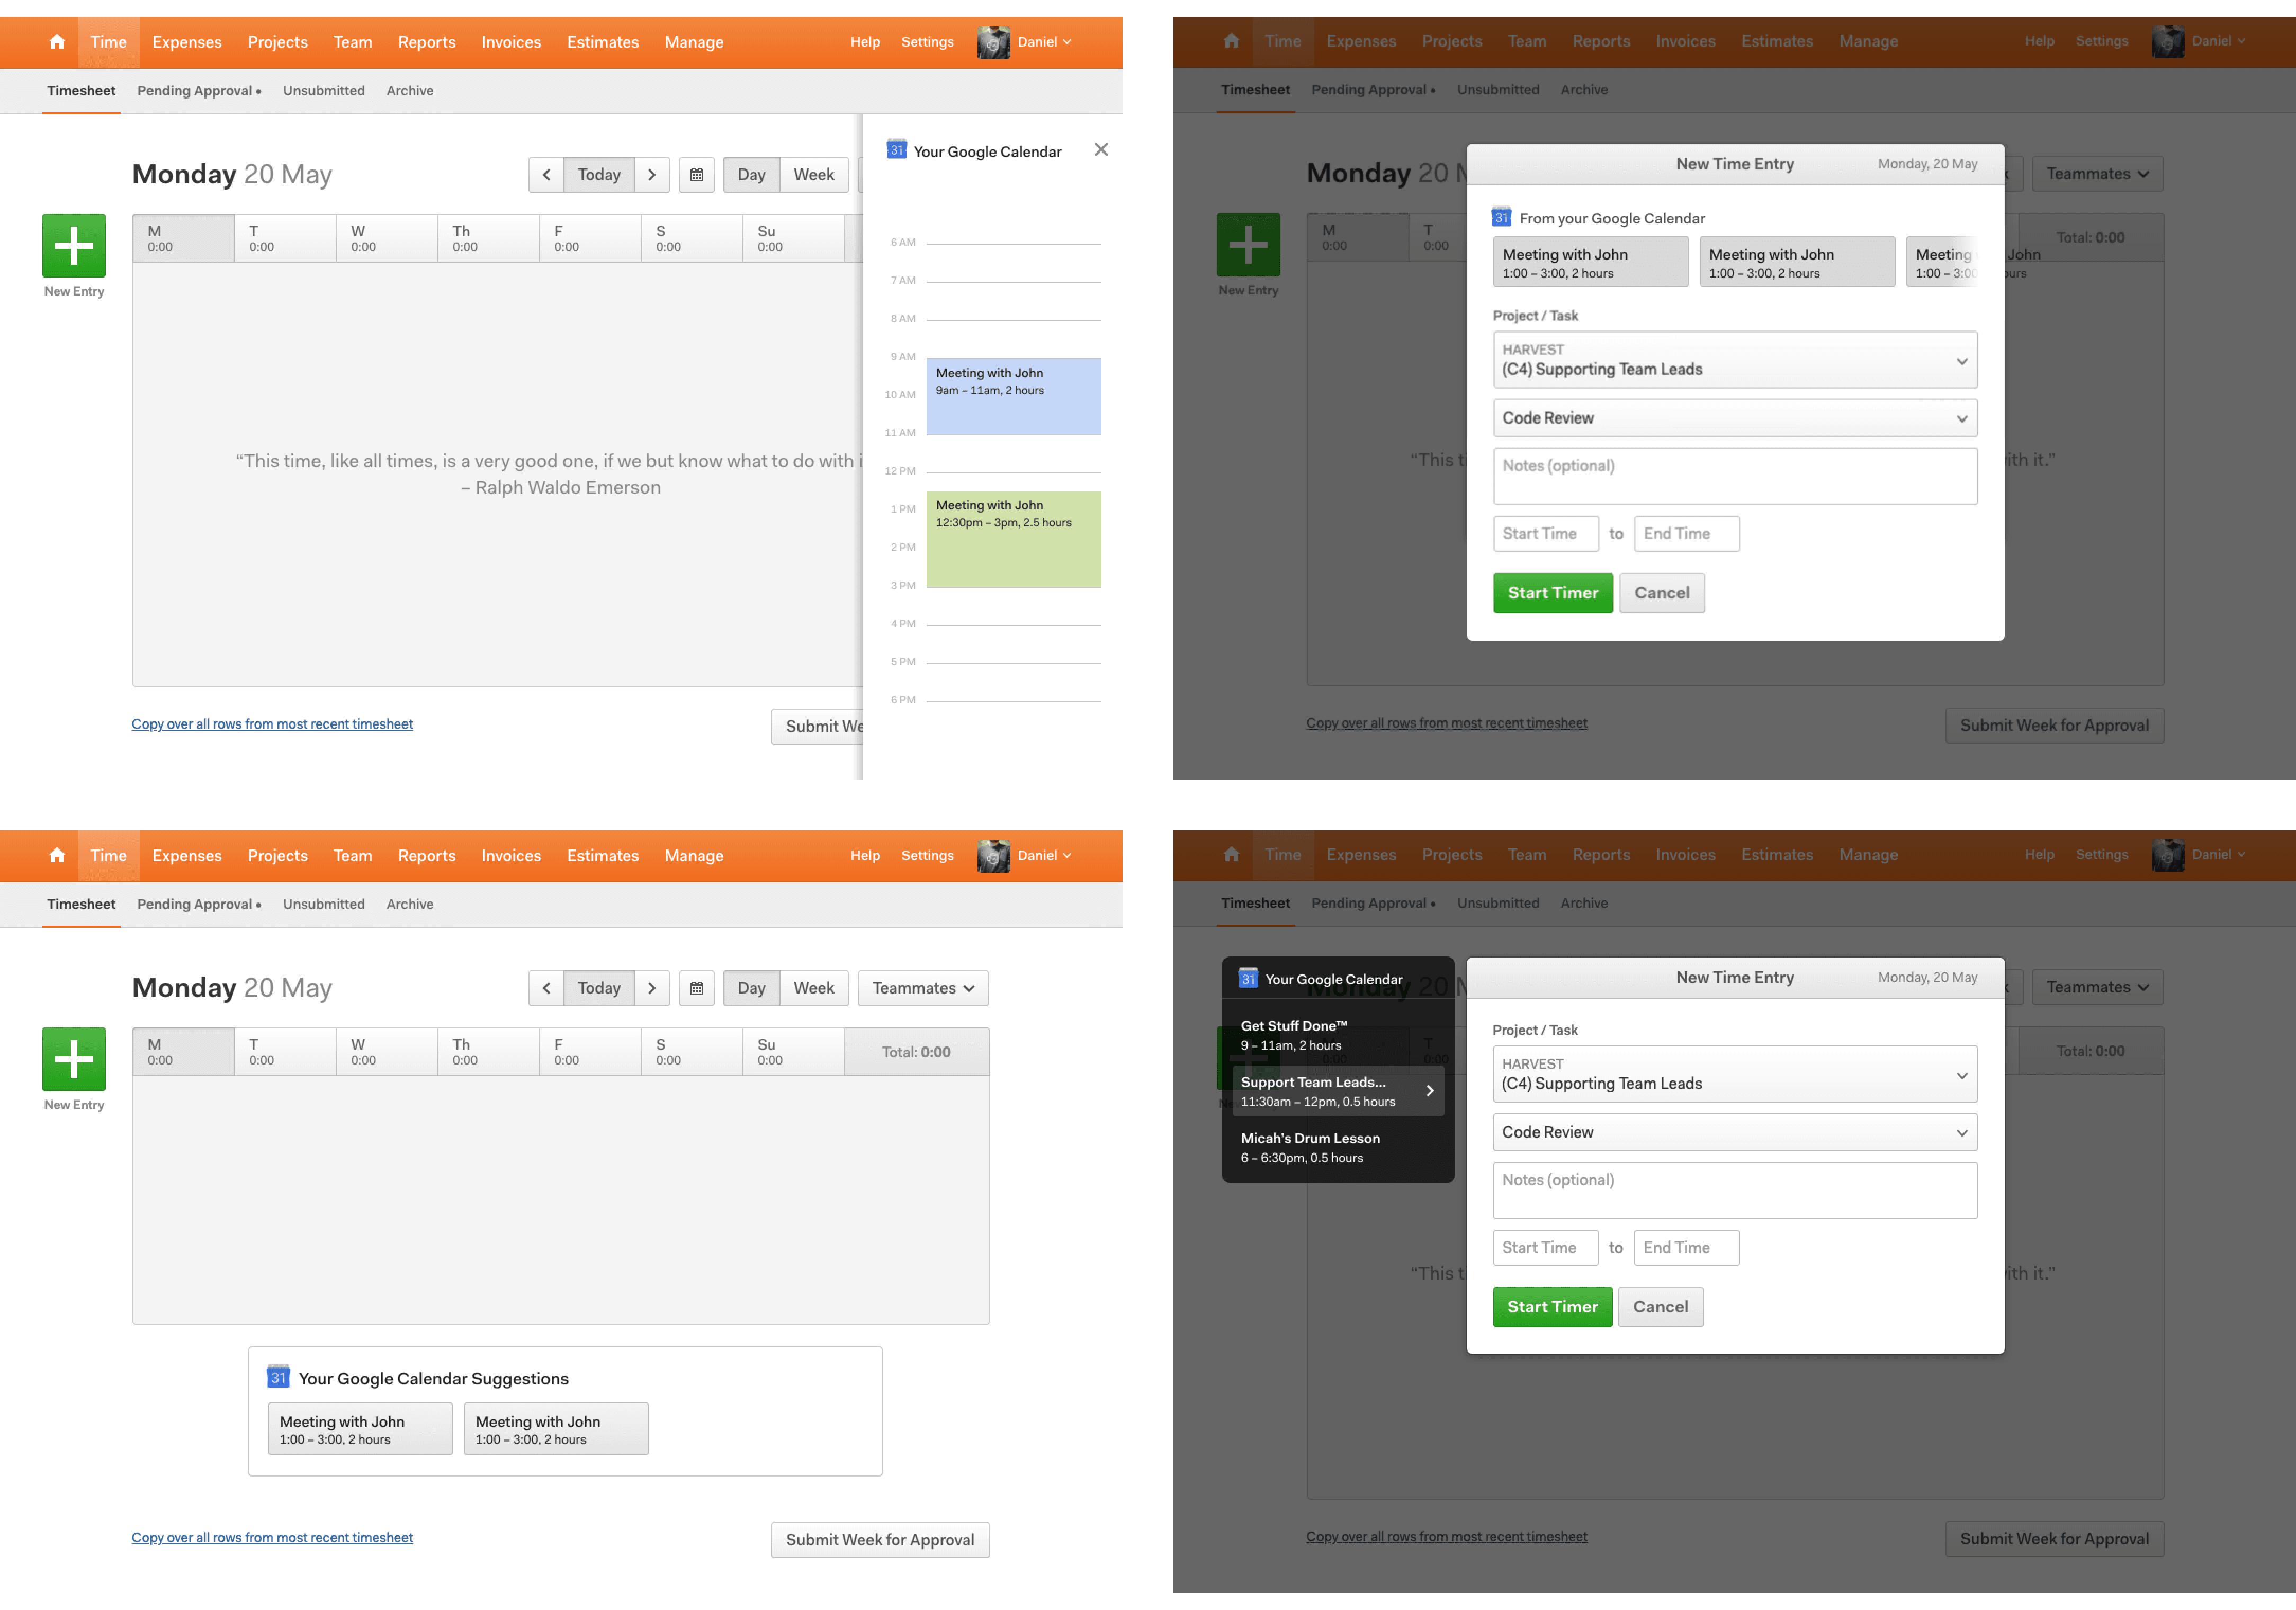 Time Expenses Projects Team Reports Invoices Estimates Manage Help Settings Daniel
Timesheet Pending Approval • Unsubmitted Archive
Monday 20 May
Today Day Week
New Entry
M T W Th F S Su
0:00 0:00 0:00 0:00 0:00 0:00 0:00
“This time, like all times, is a very good one, if we but know what to do with i
– Ralph Waldo Emerson
Copy over all rows from most recent timesheet
Submit We
31 Your Google Calendar
6 AM
7 AM
8 AM
9 AM
Meeting with John
9am – 11am, 2 hours
10 AM
11 AM
12 PM
Meeting with John
1 PM
12:30pm – 3pm, 2.5 hours
2 PM
3 PM
4 PM
5 PM
6 PM
Time Expenses Projects Team Reports Invoices Estimates Manage Help Settings Daniel
Timesheet Pending Approval • Unsubmitted Archive
Monday 20 M
Teammates
New Entry
M T
0:00 0:00
Total: 0:00
“This t
ith it.”
Copy over all rows from most recent timesheet
Submit Week for Approval
New Time Entry Monday, 20 May
31 From your Google Calendar
Meeting with John Meeting with John Meeting John
1:00 – 3:00, 2 hours 1:00 – 3:00, 2 hours 1:00 – 3:00 ours
Project / Task
HARVEST
(C4) Supporting Team Leads
Code Review
Notes (optional)
Start Time to End Time
Start Timer Cancel
Time Expenses Projects Team Reports Invoices Estimates Manage Help Settings Daniel
Timesheet Pending Approval • Unsubmitted Archive
Monday 20 May
Today Day Week Teammates
New Entry
M T W Th F S Su
0:00 0:00 0:00 0:00 0:00 0:00 0:00
Total: 0:00
31 Your Google Calendar Suggestions
Meeting with John Meeting with John
1:00 – 3:00, 2 hours 1:00 – 3:00, 2 hours
Copy over all rows from most recent timesheet
Submit Week for Approval
Time Expenses Projects Team Reports Invoices Estimates Manage Help Settings Daniel
Timesheet Pending Approval • Unsubmitted Archive
Monday 20 M
Teammates
T
0:00 0:00
Total: 0:00
31 Your Google Calendar
Get Stuff Done™
9 – 11am, 2 hours
Support Team Leads...
11:30am – 12pm, 0.5 hours
Micah’s Drum Lesson
6 – 6:30pm, 0.5 hours
New Time Entry Monday, 20 May
Project / Task
HARVEST
(C4) Supporting Team Leads
Code Review
Notes (optional)
Start Time to End Time
Start Timer Cancel
“This t
ith it.”
Copy over all rows from most recent timesheet
Submit Week for Approval